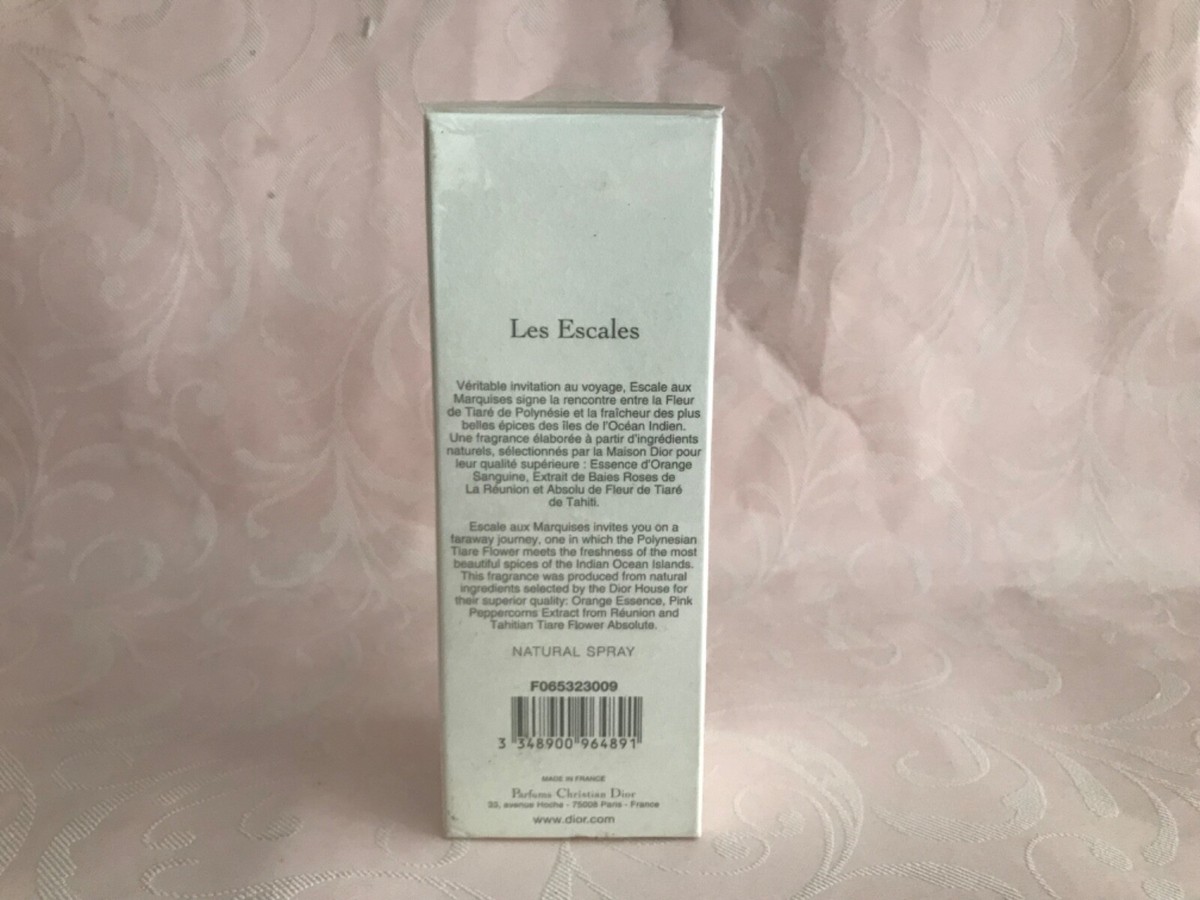 Les Escales
Véritable invitation au voyage, Escale aux
Marquises signe la rencontre entre la Fleur
de Tiaré de Polynésie et la fraîcheur des plus
belles épices des îles de l'Océan Indien.
Une fragrance élaborée à partir d'ingrédients
naturels, sélectionnés par la Maison Dior pour
leur qualité supérieure : Essence d'Orange
Sanguine, Extrait de Baies Roses de
La Réunion et Absolu de Fleur de Tiaré
de Tahiti.
Escale aux Marquises invites you on a
faraway journey, one in which the Polynesian
Tiare Flower meets the freshness of the most
beautiful spices of the Indian Ocean Islands.
This fragrance was produced from natural
ingredients selected by the Dior House for
their superior quality: Orange Essence, Pink
Peppercorns Extract from Réunion and
Tahitian Tiare Flower Absolute.
NATURAL SPRAY
F065323009
3 348900 964891
MADE IN FRANCE
Parfums Christian Dior
33, avenue Hoche - 75008 Paris - France
www.dior.com